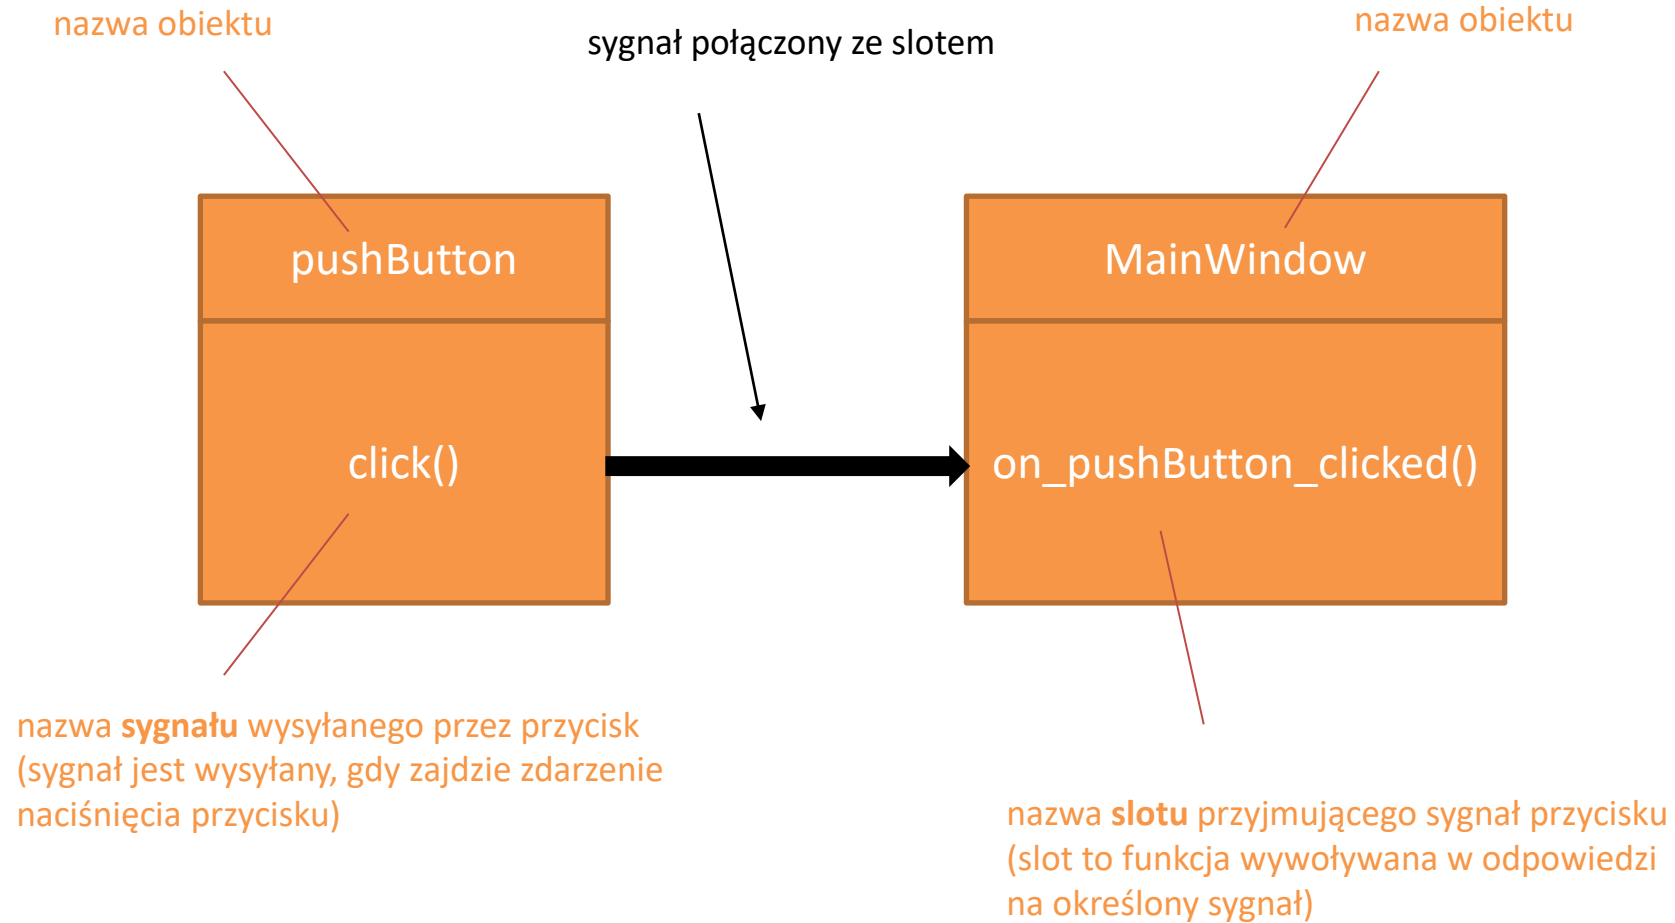 nazwa obiektu
sygnał połączony ze slotem
nazwa obiektu
pushButton
MainWindow
click()
on_pushButton_clicked()
nazwa sygnału wysyłanego przez przycisk
(sygnał jest wysyłany, gdy zajdzie zdarzenie
naciśnięcia przycisku)
nazwa slotu przyjmującego sygnał przycisku
(slot to funkcja wywoływana w odpowiedzi
na określony sygnał)